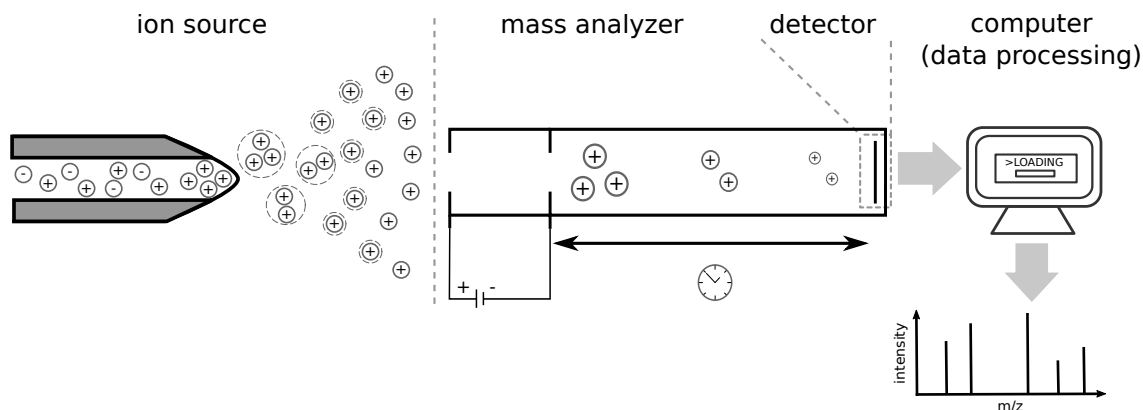 ion source
mass analyzer
detector
computer
(data processing)
>LOADING
+ -
intensity
m/z